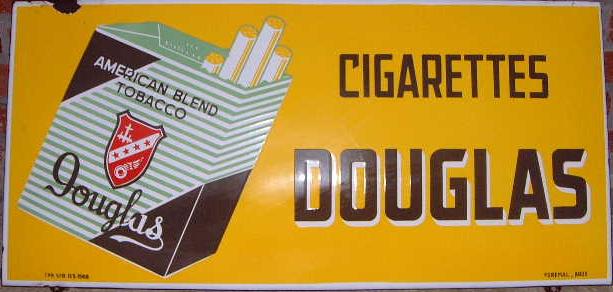 AMERICAN BLEND
TOBACCO
Douglas
CIGARETTES
DOUGLAS